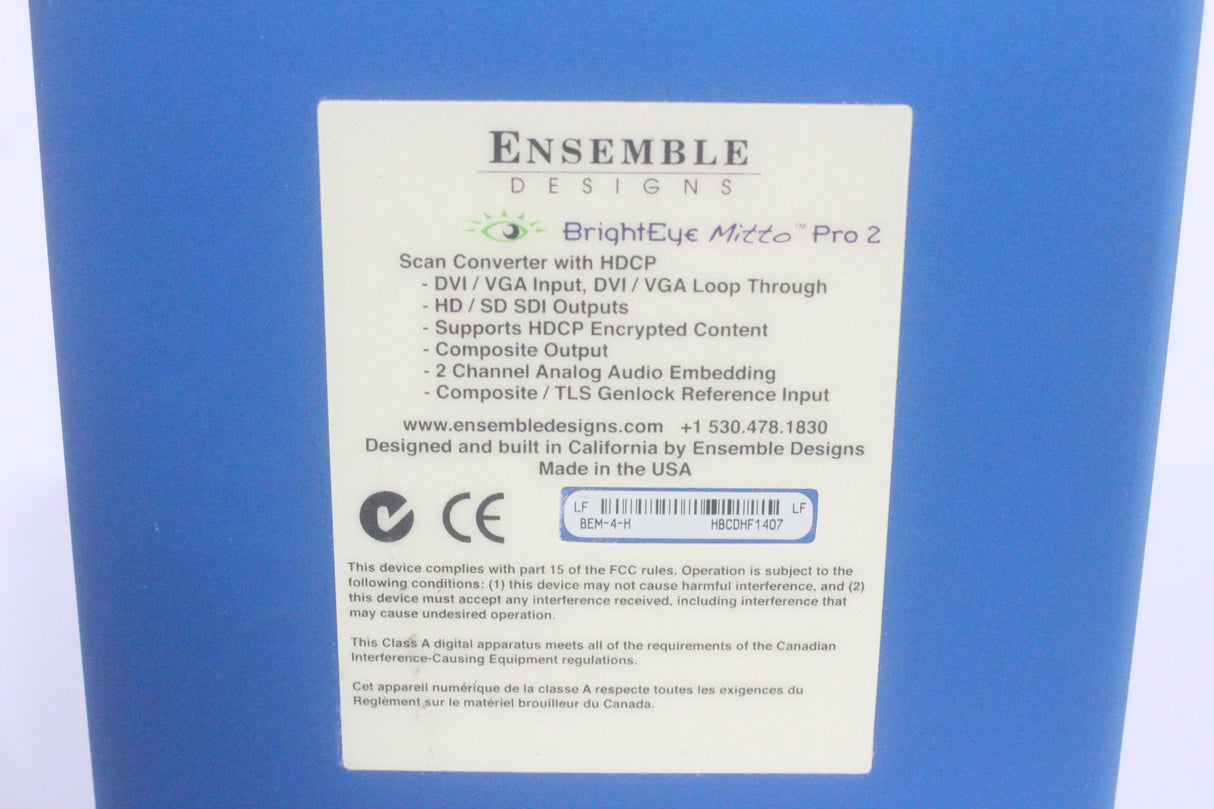 ENSEMBLE
DESIGNS
BrightEye Mitto™ Pro 2
Scan Converter with HDCP
- DVI / VGA Input, DVI / VGA Loop Through
- HD / SD SDI Outputs
- Supports HDCP Encrypted Content
- Composite Output
- 2 Channel Analog Audio Embedding
- Composite / TLS Genlock Reference Input
www.ensembledesigns.com +1 530.478.1830
Designed and built in California by Ensemble Designs
Made in the USA
CE
LF LF
BEM-4-H HBCDHF1407
This device complies with part 15 of the FCC rules. Operation is subject to the
following conditions: (1) this device may not cause harmful interference, and (2)
this device must accept any interference received, including interference that
may cause undesired operation.
This Class A digital apparatus meets all of the requirements of the Canadian
Interference-Causing Equipment regulations.
Cet appareil numérique de la classe A respecte toutes les exigences du
Reglement sur le matériel brouilleur du Canada.